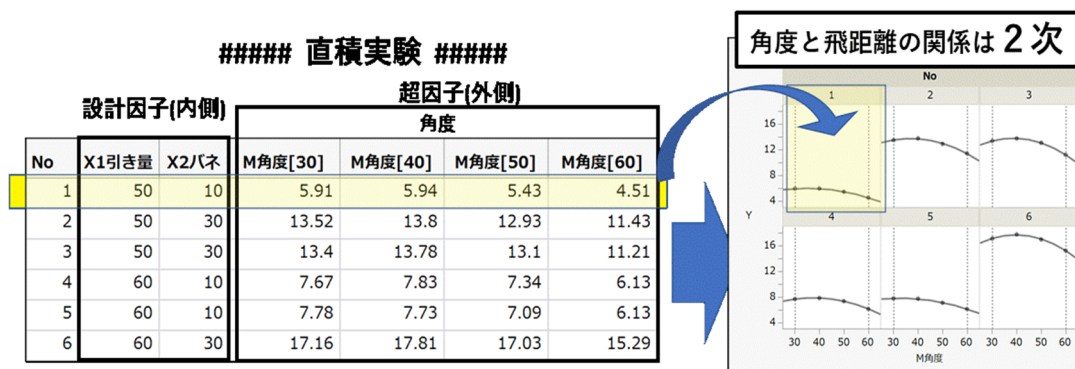 ##### 直積実験 #####
設計因子(内側)
超因子(外側)
角度
No X1引き量 X2バネ M角度[30] M角度[40] M角度[50] M角度[60]
1 50 10 5.91 5.94 5.43 4.51
2 50 30 13.52 13.8 12.93 11.43
3 50 30 13.4 13.78 13.1 11.21
4 60 10 7.67 7.83 7.34 6.13
5 60 10 7.78 7.73 7.09 6.13
6 60 30 17.16 17.81 17.03 15.29
角度と飛距離の関係は2次
No
1 2 3
16
12
8
4
Y
4 5 6
16
12
8
4
30 40 50 60 30 40 50 60 30 40 50 60
M角度